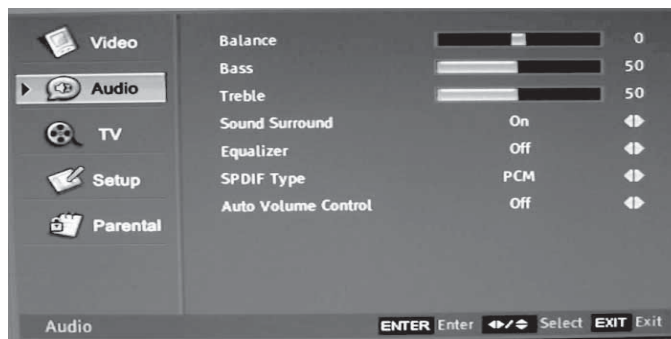 Video
Audio
TV
Setup
Parental
Balance 0
Bass 50
Treble 50
Sound Surround On
Equalizer Off
SPDIF Type PCM
Auto Volume Control Off
Audio ENTER Enter Select EXIT Exit